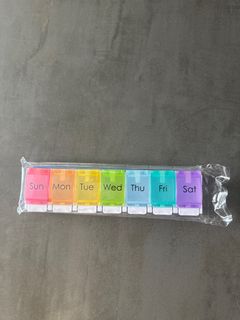 Sun Mon Tue Wed Thu Fri Sat